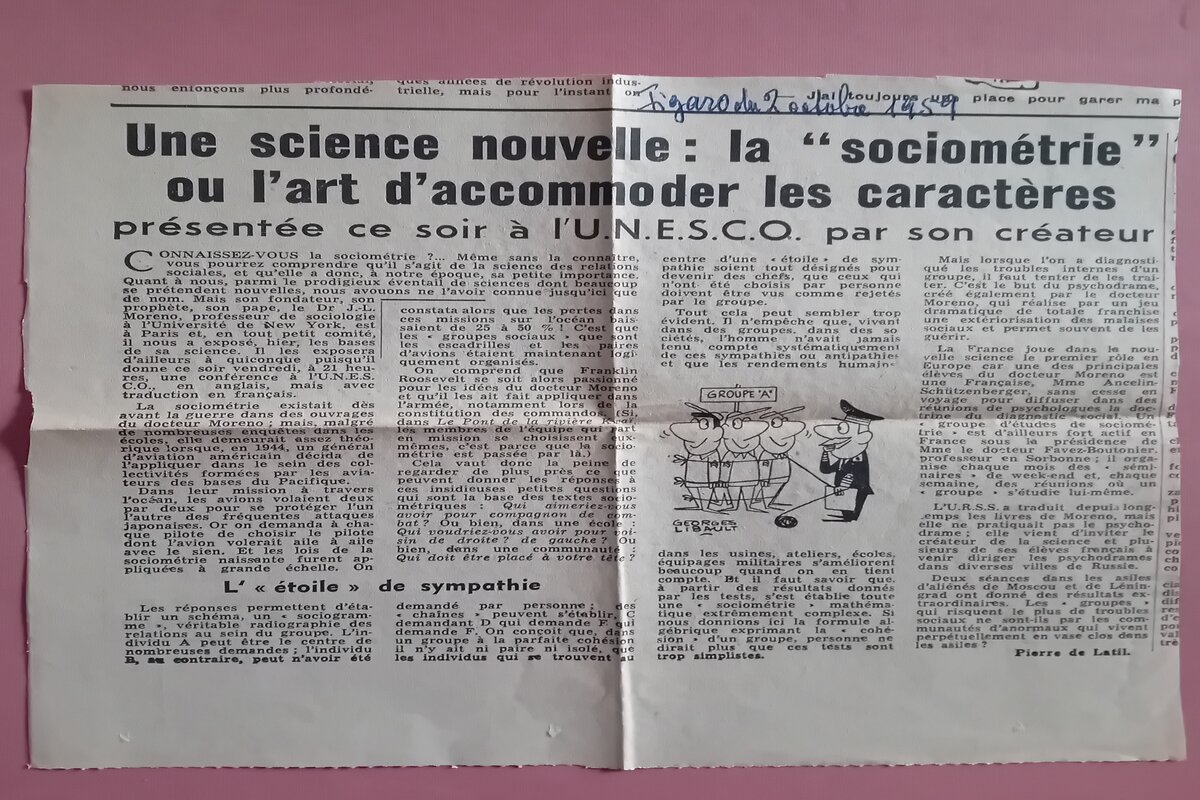 nous enfonçons plus profondé-
ques années de révolution indus-
trielle, mais pour l'instant on
J'ai toujours une place pour garer ma
Figaro du 2 octobre 1959
Une science nouvelle : la “ sociométrie ”
ou l'art d'accommoder les caractères
présentée ce soir à l'U.N.E.S.C.O. par son créateur
CONNAISSEZ-VOUS la sociométrie ?... Même sans la connaître,
vous pourrez comprendre qu'il s'agit de la science des relations
sociales, et qu'elle a donc, à notre époque, sa petite importance.
Quant à nous, parmi le prodigieux éventail de sciences dont beaucoup
se prétendent nouvelles, nous avouons ne l'avoir connue jusqu'ici que
de nom. Mais son fondateur, son
prophète, son pape, le Dr J.-L.
Moreno, professeur de sociologie
à l'Université de New York, est
à Paris et, en tout petit comité,
il nous a exposé, hier, les bases
de sa science. Il les exposera
d'ailleurs à quiconque puisqu'il
donne ce soir vendredi, à 21 heu-
res, une conférence à l'U.N.E.S.
C.O., en anglais, mais avec
traduction en français.
La sociométrie existait dès
avant la guerre dans des ouvrages
du docteur Moreno ; mais, malgré
de nombreuses enquêtes dans les
écoles, elle demeurait assez théo-
rique lorsque, en 1944, un général
d'aviation américain décida de
l'appliquer dans le sein des col-
lectivités formées par les avia-
teurs des bases du Pacifique.
Dans leur mission à travers
l'océan, les avions volaient deux
par deux pour se protéger l'un
l'autre des fréquentes attaques
japonaises. Or on demanda à cha-
que pilote de choisir le pilote
dont l'avion volerait aile à aile
avec le sien. Et les lois de la
sociométrie naissante furent ap-
pliquées à grande échelle. On
constata alors que les pertes dans
ces missions sur l'océan bais-
saient de 25 à 50 % ! C'est que
les « groupes sociaux » que sont
les escadrilles et les paires
d'avions étaient maintenant logi-
quement organisés.
On comprend que Franklin
Roosevelt se soit alors passionné
pour les idées du docteur Moreno
et qu'il les ait fait appliquer dans
l'armée, notamment lors de la
constitution des commandos. (Si,
dans Le Pont de la rivière Kwaï,
les membres de l'équipe qui part
en mission se choisissent eux-
mêmes, c'est parce que la socio-
métrie est passée par là.)
Cela vaut donc la peine de
regarder de plus près ce que
peuvent donner les réponses à
ces insidieuses petites questions
qui sont la base des textes socio-
métriques : Qui aimeriez-vous
avoir pour compagnon de com-
bat ? Ou bien, dans une école :
Qui voudriez-vous avoir pour voi-
sin de droite ? de gauche ? Ou
bien, dans une communauté :
Qui doit être placé à votre tête ?
L' « étoile » de sympathie
Les réponses permettent d'éta-
blir un schéma, un « sociogram-
me » véritable radiographie des
relations au sein du groupe. L'in-
dividu A peut être le centre de
nombreuses demandes ; l'individu
B, au contraire, peut n'avoir été
demandé par personne ; des
« chaînes » peuvent s'établir, C
demandant D qui demande E qui
demande F. On conçoit que, dans
un groupe à la parfaite cohésion
il n'y ait ni paire ni isolé, que
les individus qui se trouvent au
centre d'une « étoile » de sym-
pathie soient tout désignés pour
devenir des chefs, que ceux qui
n'ont été choisis par personne
doivent être vus comme rejetés
par le groupe.
Tout cela peut sembler trop
évident. Il n'empêche que, vivant
dans des groupes, dans des so
ciétés, l'homme n'avait jamais
tenu compte systématiquement
de ces sympathies ou antipathies
et que les rendements humains
GROUPE "A"
GEORGES
LIBAULT
dans les usines, ateliers, écoles,
équipages militaires s'améliorent
beaucoup quand on en tient
compte. Et il faut savoir que,
à partir des résultats donnés
par les tests, s'est établie toute
une « sociométrie » mathéma-
tique extrêmement complexe. Si
nous donnions ici la formule al-
gébrique exprimant la « cohé-
sion » d'un groupe, personne ne
dirait plus que ces tests sont
trop simplistes.
Mais lorsque l'on a diagnosti-
qué les troubles internes d'un
groupe, il faut tenter de les trai-
ter. C'est le but du psychodrame,
créé également par le docteur
Moreno, qui réalise par un jeu
dramatique de totale franchise
une extériorisation des malaises
sociaux et permet souvent de les
guérir.
La France joue dans la nou-
velle science le premier rôle en
Europe car une des principales
élèves du docteur Moreno est
une Française, Mme Ancelin-
Schützenberger, sans cesse en
voyage pour diffuser dans des
réunions de psychologues la doc-
trine du diagnostic social. Un
« groupe d'études de sociomé-
trie » est d'ailleurs fort actif en
France sous la présidence de
Mme le docteur Favez-Boutonier,
professeur en Sorbonne ; il orga-
nise chaque mois des « sémi-
naires » de week-end et, chaque
semaine, des réunions où un
« groupe » s'étudie lui-même.
L'U.R.S.S. a traduit depuis long-
temps les livres de Moreno, mais
elle ne pratiquait pas le psycho-
drame ; elle vient d'inviter le
créateur de la science et plu-
sieurs de ses élèves français à
venir diriger les psychodrames
dans diverses villes de Russie.
Deux séances dans les asiles
d'aliénés de Moscou et de Lénin-
grad ont donné des résultats ex-
traordinaires. Les « groupes »
qui risquent le plus de troubles
sociaux ne sont-ils par les com-
munautés d'anormaux qui vivent
perpétuellement en vase clos dans
les asiles ?
Pierre de Latil.